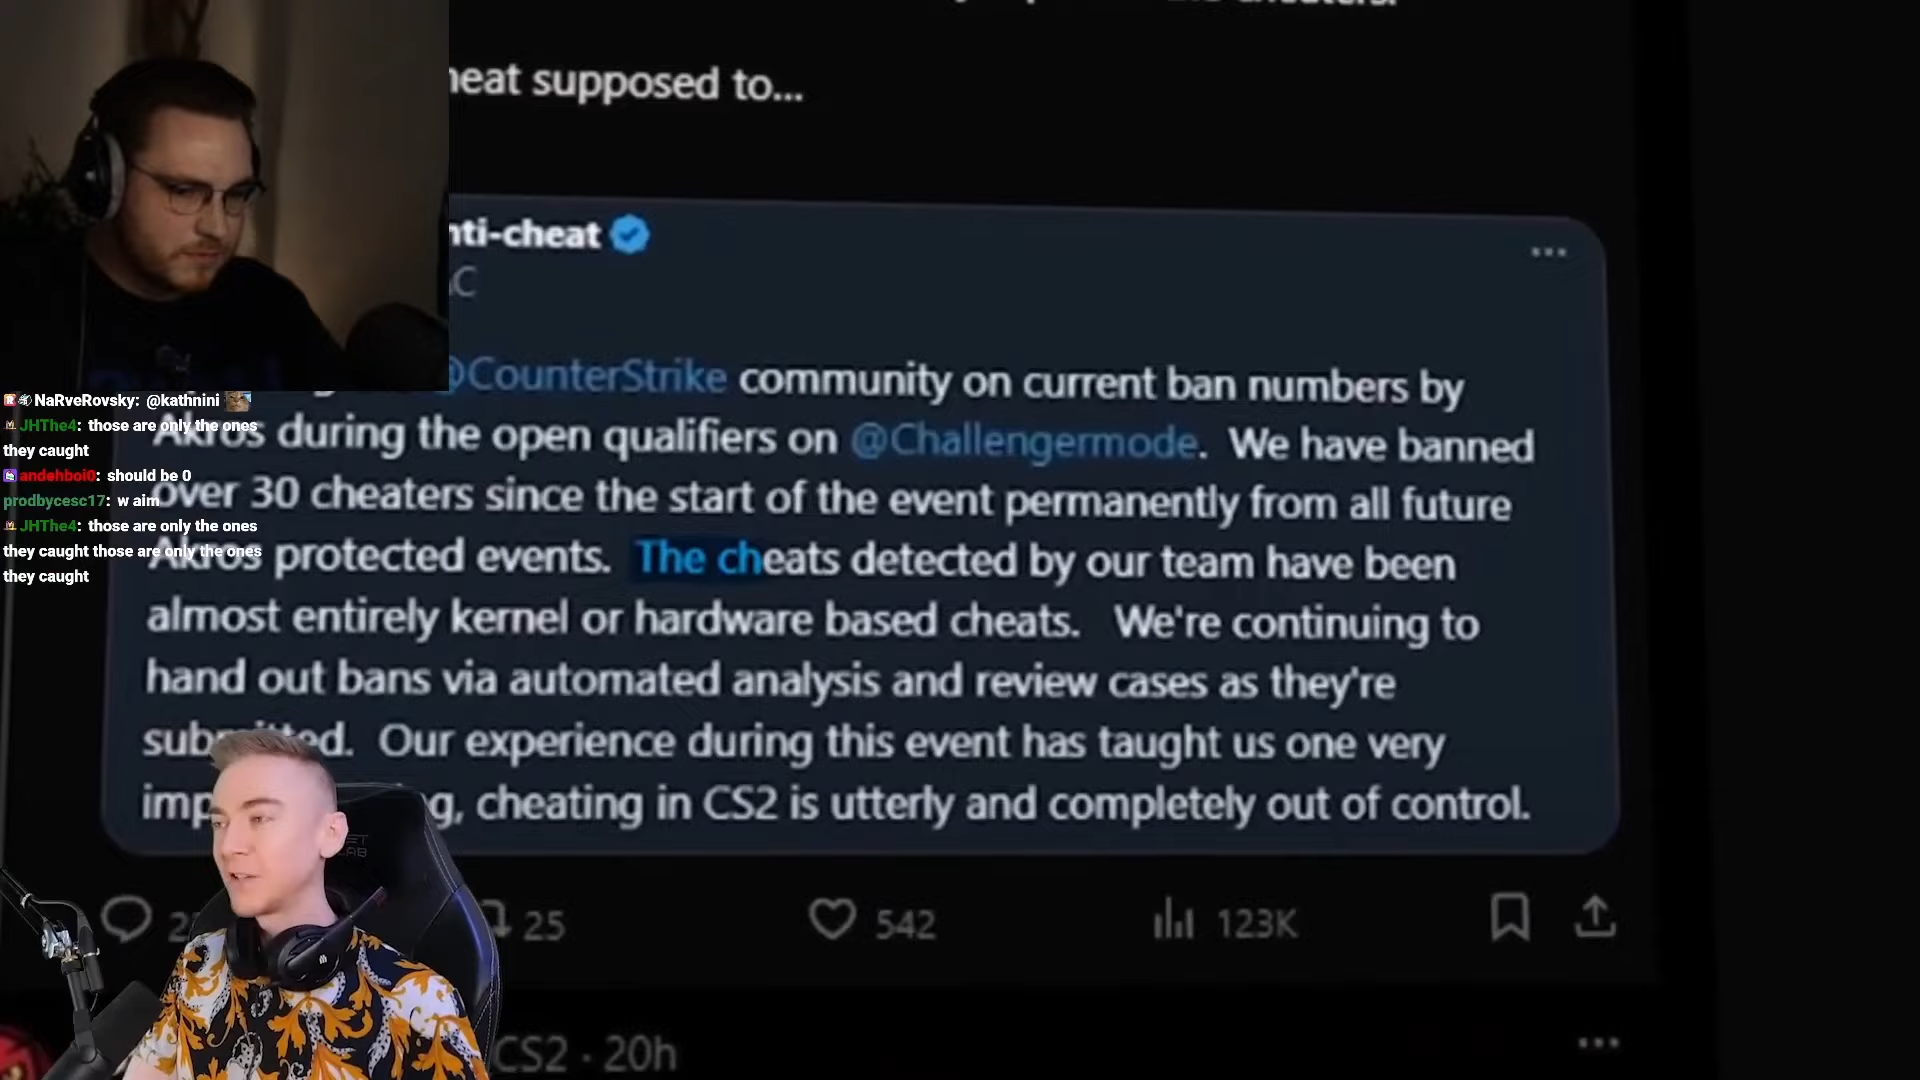 cheaters.
heat supposed to...
nti-cheat
C
@CounterStrike community on current ban numbers by
Akros during the open qualifiers on @Challengermode. We have banned
over 30 cheaters since the start of the event permanently from all future
Akros protected events. The cheats detected by our team have been
almost entirely kernel or hardware based cheats. We're continuing to
hand out bans via automated analysis and review cases as they're
submitted. Our experience during this event has taught us one very
imp g, cheating in CS2 is utterly and completely out of control.
25 542 123K
CS2 · 20h
NaRveRovsky: @kathnini
JHThe4: those are only the ones
they caught
andehboi0: should be 0
prodbycesc17: w aim
JHThe4: those are only the ones
they caught those are only the ones
they caught